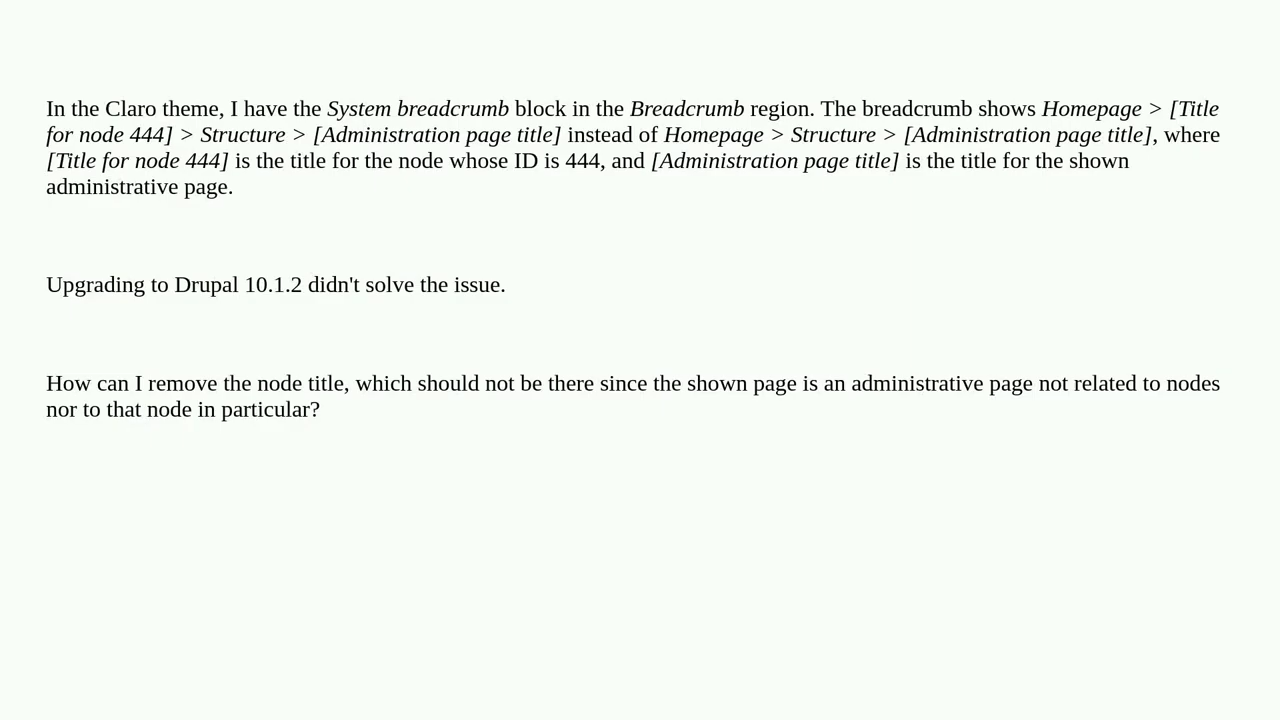 In the Claro theme, I have the System breadcrumb block in the Breadcrumb region. The breadcrumb shows Homepage > [Title
for node 444] > Structure > [Administration page title] instead of Homepage > Structure > [Administration page title], where
[Title for node 444] is the title for the node whose ID is 444, and [Administration page title] is the title for the shown
administrative page.
Upgrading to Drupal 10.1.2 didn't solve the issue.
How can I remove the node title, which should not be there since the shown page is an administrative page not related to nodes
nor to that node in particular?